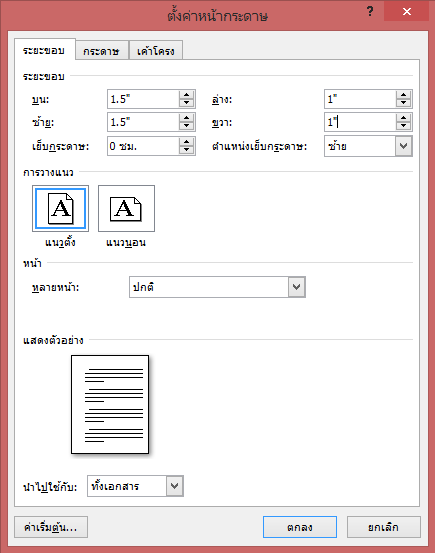 ตั้งค่าหน้ากระดาษ ?
ระยะขอบ กระดาษ เค้าโครง
ระยะขอบ
บน: 1.5" ล่าง: 1"
ซ้าย: 1.5" ขวา: 1"
เย็บกระดาษ: 0 ซม. ตำแหน่งเย็บกระดาษ: ซ้าย
การวางแนว
A A
แนวตั้ง แนวนอน
หน้า
หลายหน้า: ปกติ
แสดงตัวอย่าง
นำไปใช้กับ: ทั้งเอกสาร
ค่าเริ่มต้น... ตกลง ยกเลิก